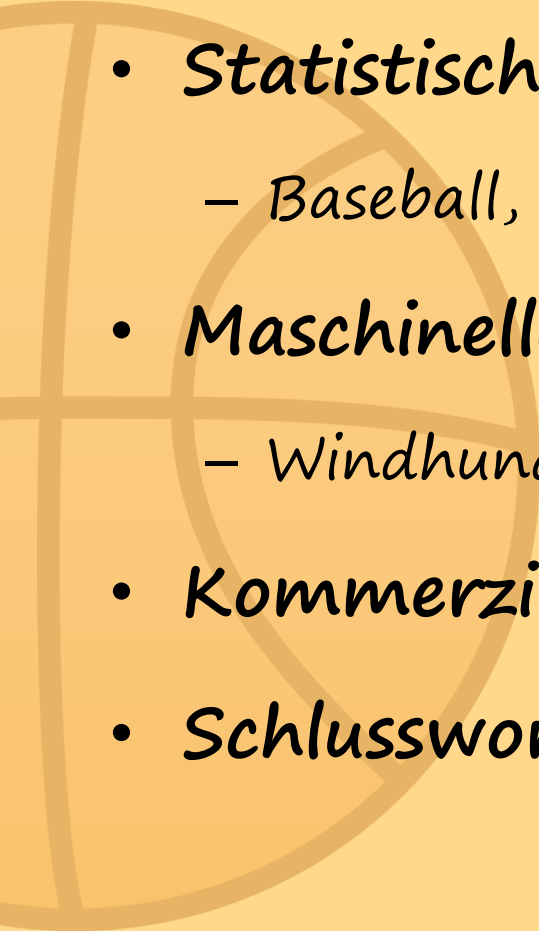 • Statistisch
– Baseball,
• Maschinell
– Windhun
• Kommerzi
• Schlusswor